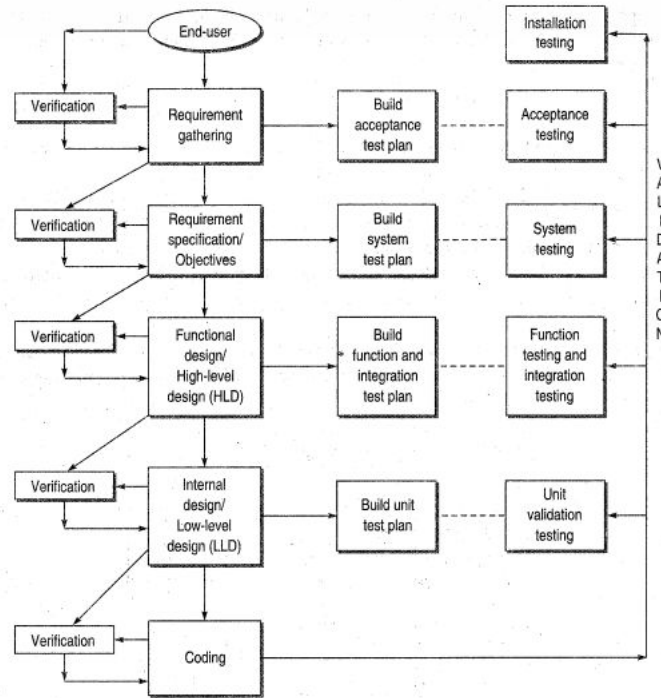 End-user
Installation
testing
Verification
Requirement
gathering
Build
acceptance
test plan
Acceptance
testing
Verification
Requirement
specification/
Objectives
Build
system
test plan
System
testing
Verification
Functional
design/
High-level
design (HLD)
Build
function and
integration
test plan
Function
testing and
integration
testing
Verification
Internal
design/
Low-level
design (LLD)
Build unit
test plan
Unit
validation
testing
Verification
Coding
V
A
L
I
D
A
T
I
O
N